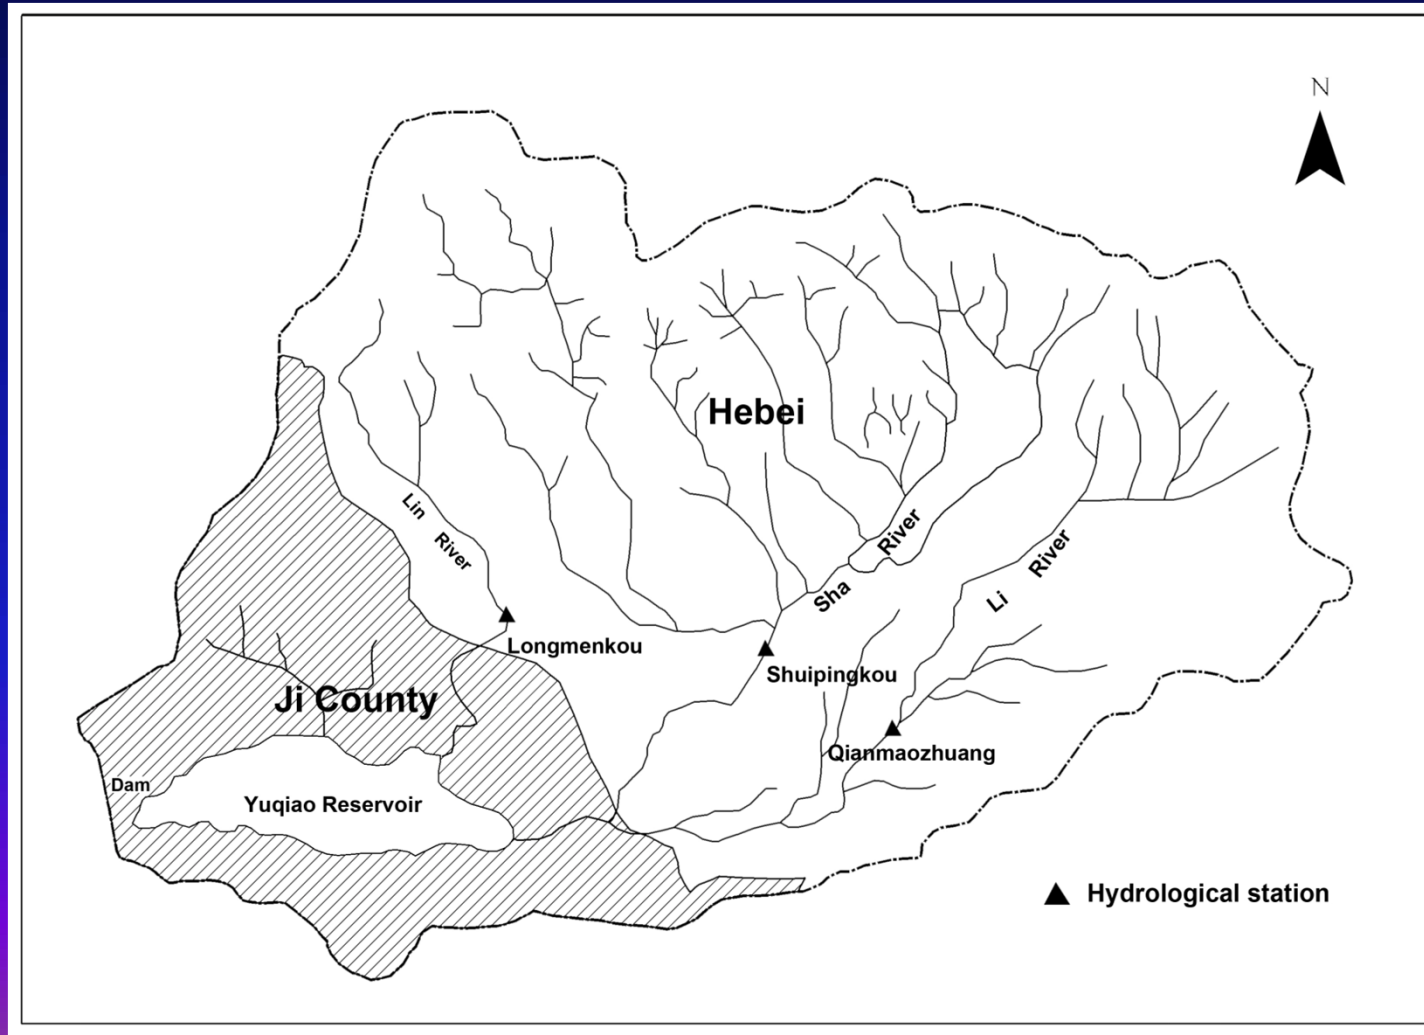 N
Hebei
Lin
River
River
Sha
River
Li
Longmenkou
Shuipingkou
Ji County
Qianmaozhuang
Dam
Yuqiao Reservoir
Hydrological station